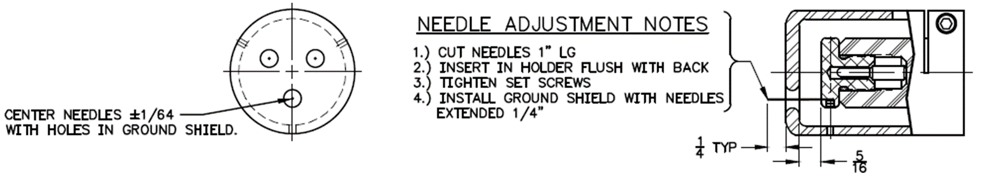 CENTER NEEDLES ±1/64
WITH HOLES IN GROUND SHIELD.
NEEDLE ADJUSTMENT NOTES
1.) CUT NEEDLES 1" LG
2.) INSERT IN HOLDER FLUSH WITH BACK
3.) TIGHTEN SET SCREWS
4.) INSTALL GROUND SHIELD WITH NEEDLES
EXTENDED 1/4"
1/4 TYP
5/16